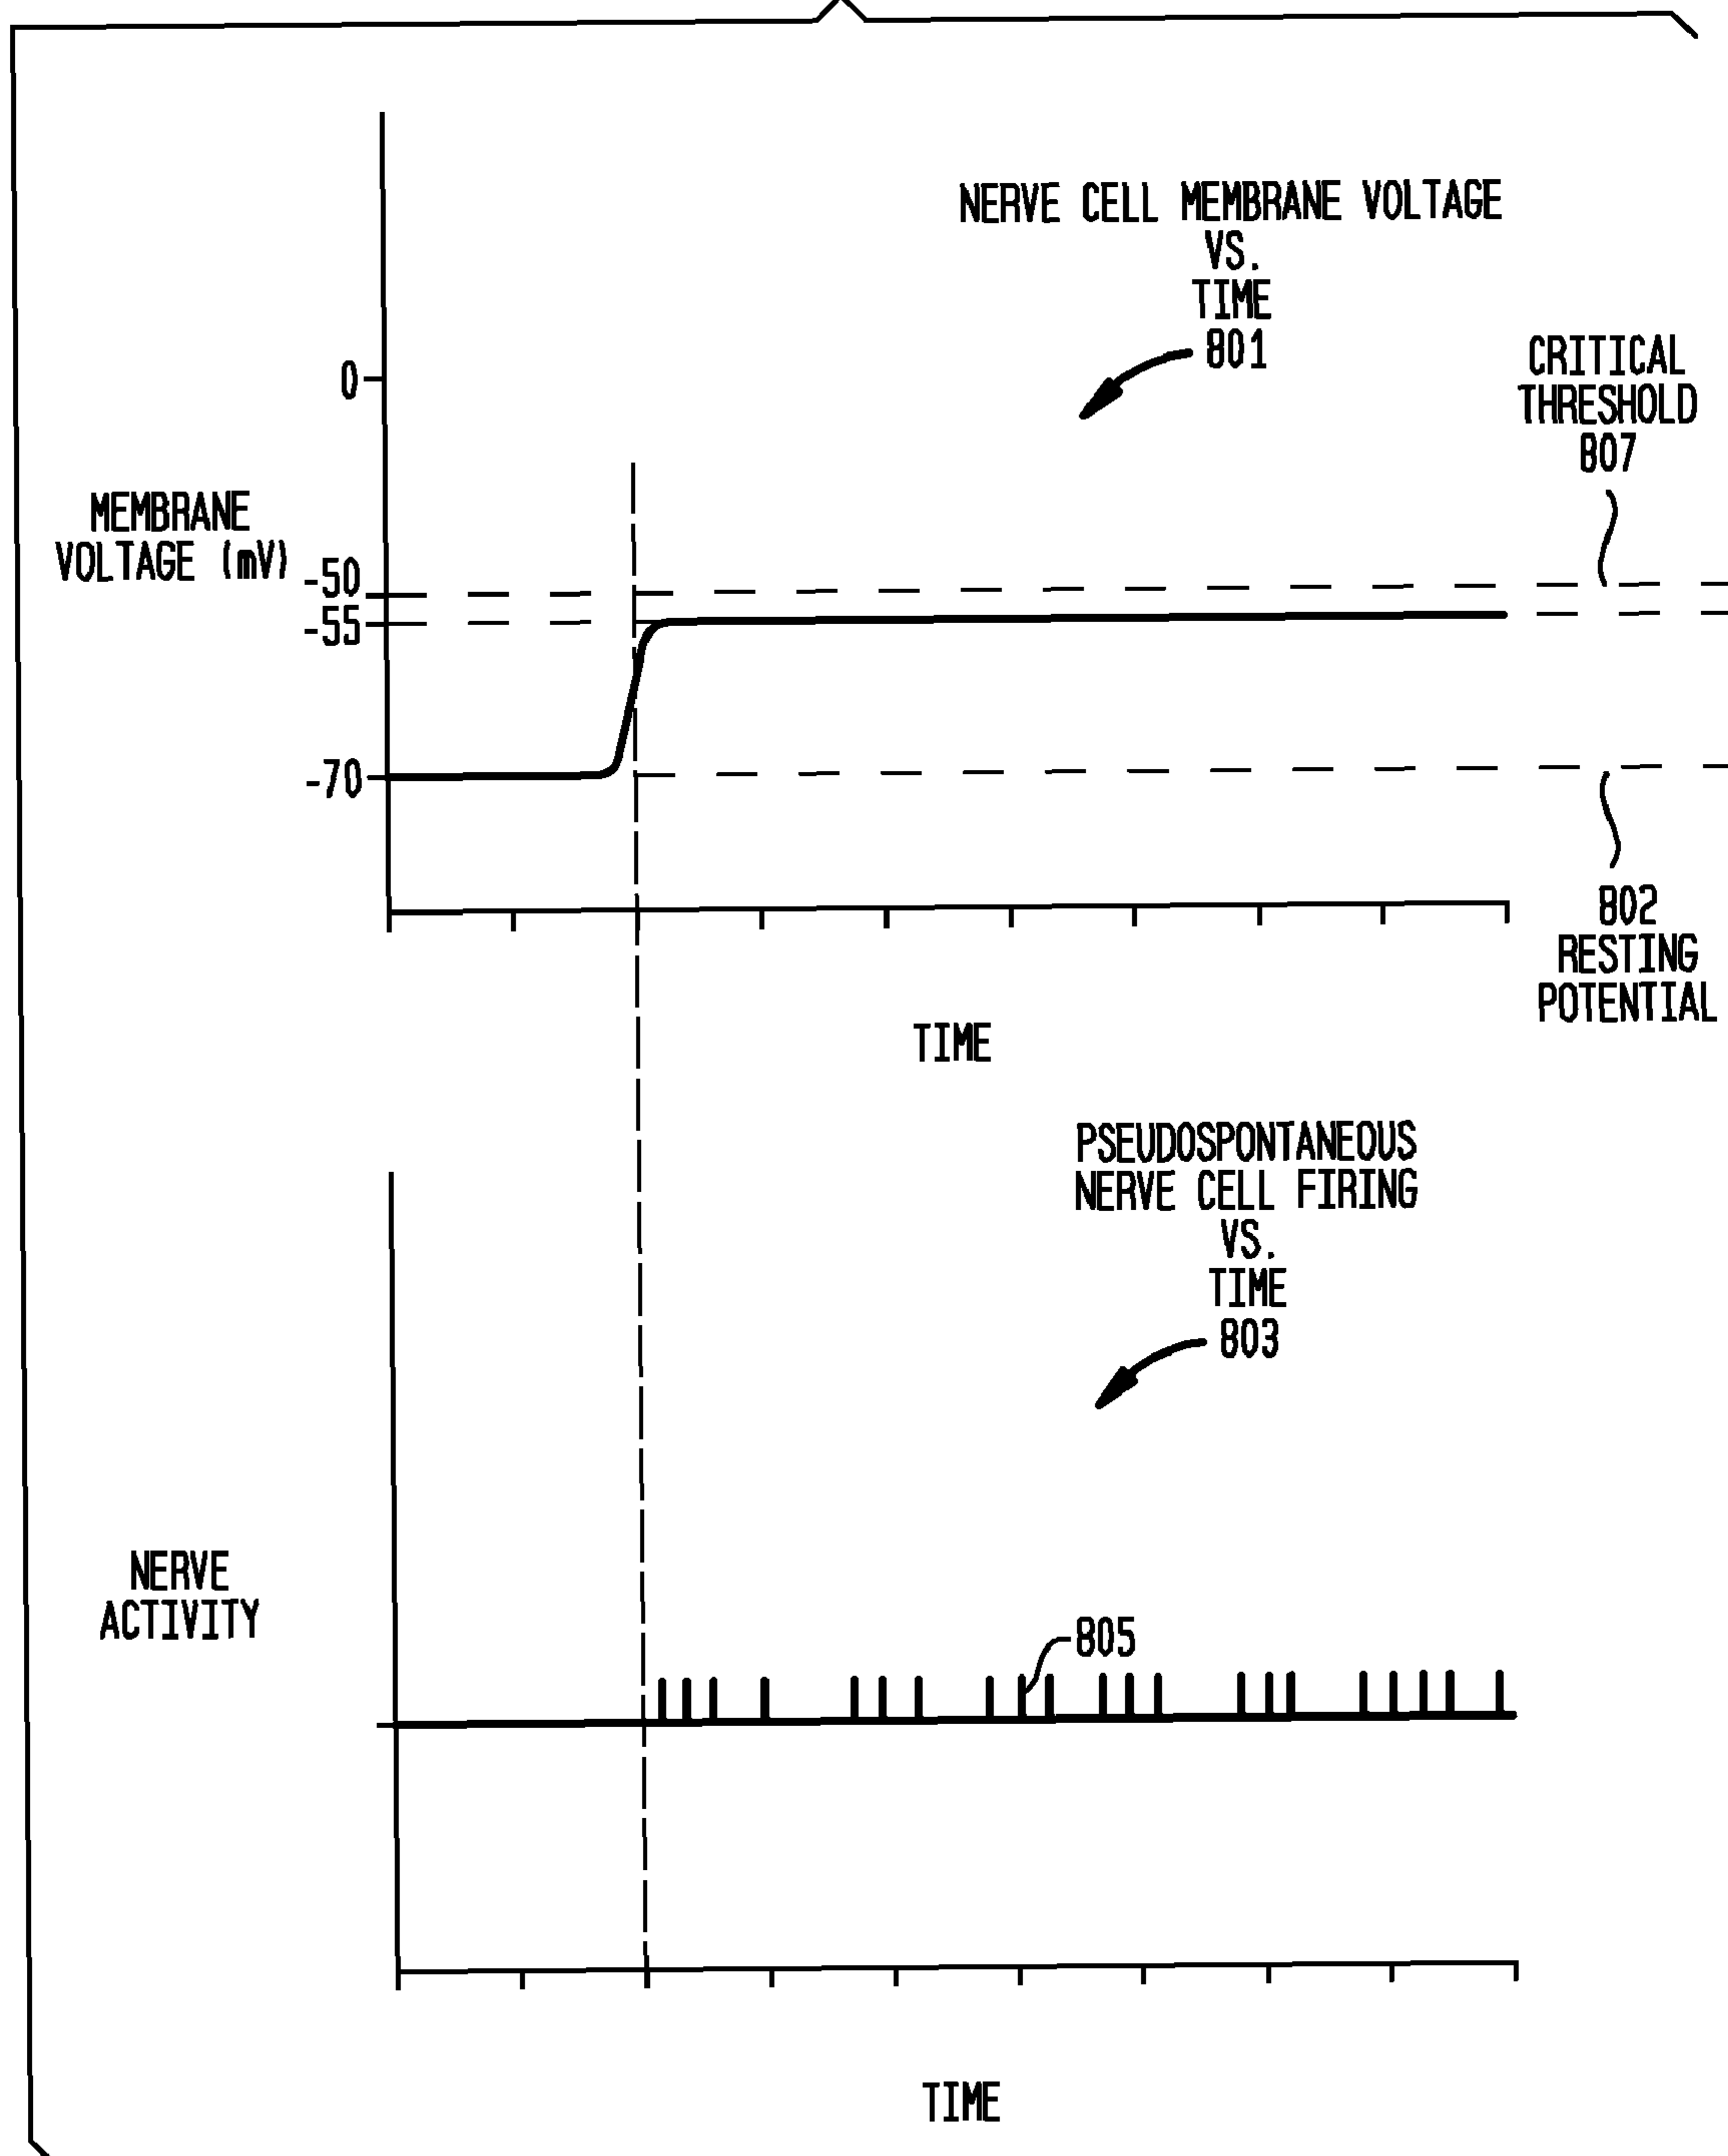 NERVE CELL MEMBRANE VOLTAGE
VS.
TIME
801
CRITICAL
THRESHOLD
807
0
MEMBRANE
VOLTAGE (mV)
-50
-55
-70
802
RESTING
POTENTIAL
TIME
PSEUDOSPONTANEOUS
NERVE CELL FIRING
VS.
TIME
803
NERVE
ACTIVITY
805
TIME